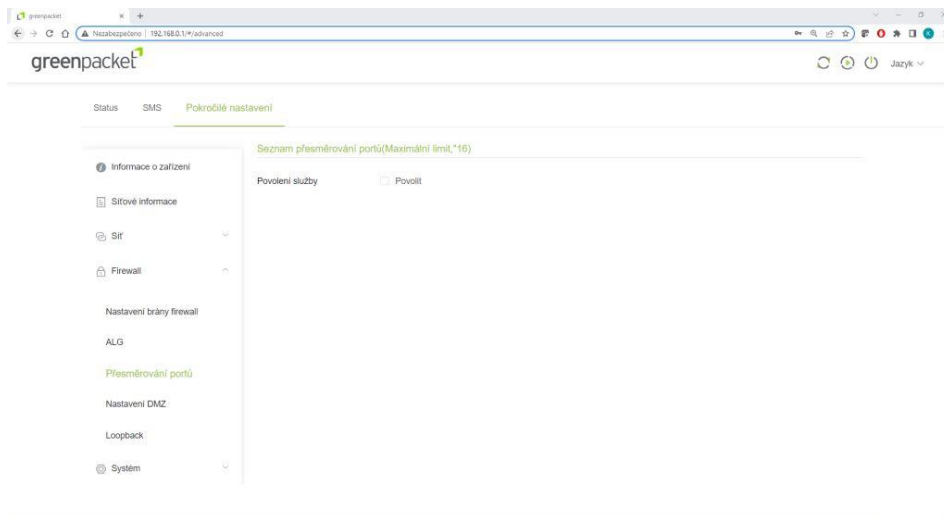 greenpacket
Nezabezpečeno | 192.168.0.1/#/advanced
greenpacket
Jazyk
Status SMS Pokročilé nastavení
Seznam přesměrování portů(Maximální limit,"16)
Informace o zařízení
Povolení služby Povolit
Síťové informace
Síť
Firewall
Nastavení brány firewall
ALG
Přesměrování portů
Nastavení DMZ
Loopback
Systém